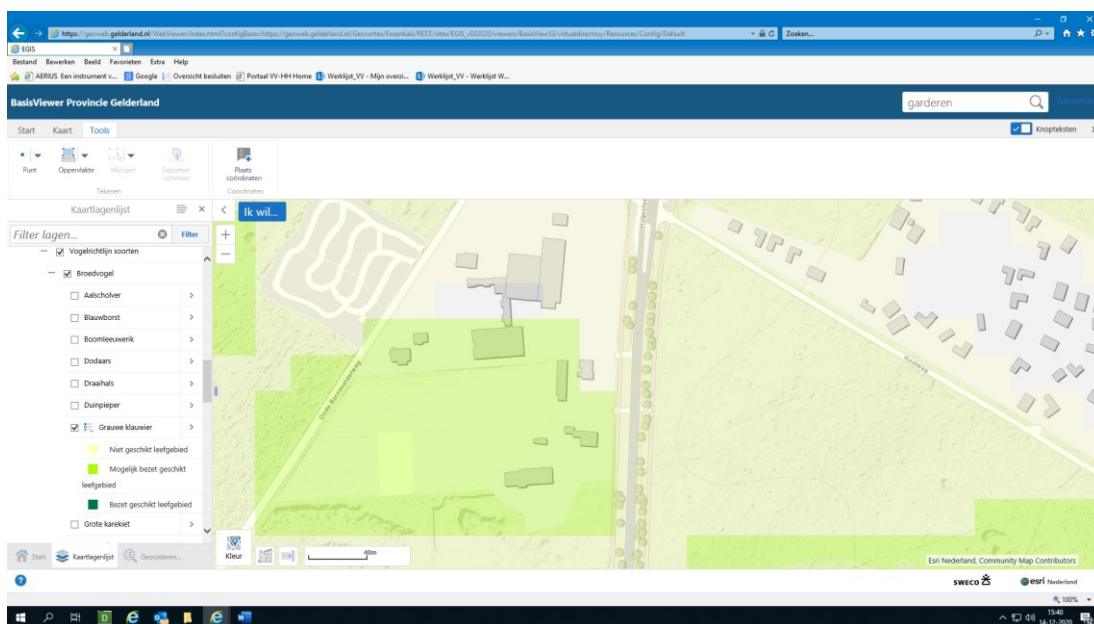 https://geoweb.gelderland.nl/WebViewer/Index.html?configBase=https://geoweb.gelderland.nl/Geocortex/Essentials/REST/sites/EGIS_v032020/viewers/BasisView53/virtualdirectory/Resources/Config/Default
Zoeken...
EGIS
Bestand Bewerken Beeld Favorieten Extra Help
AERIUS Een instrument v... Google Overzicht besluiten Portaal VV-HH Home Werklijst_VV - Mijn overzi... Werklijst_VV - Werklijst W...
BasisViewer Provincie Gelderland
garderen
Start Kaart Tools
Knopteksten
Punt Oppervlakte Wijzigen Exporteer schetsen Plaats coördinaten
Tekenen Coördinaten
Kaartlagenlijst
Ik wil...
Filter lagen...
Filter
Vogelrichtlijn soorten
Broedvogel
Aalscholver
Blauwborst
Boomleeuwerik
Dodaars
Draaihals
Duinpieper
Grauwe klauwier
Niet geschikt leefgebied
Mogelijk bezet geschikt
leefgebied
Bezet geschikt leefgebied
Grote karekiet
Start Kaartlagenlijst Geocoderen...
Kleur
40m
Esri Nederland, Community Map Contributors
SWECO
esri Nederland
100%
15:40
14-12-2020